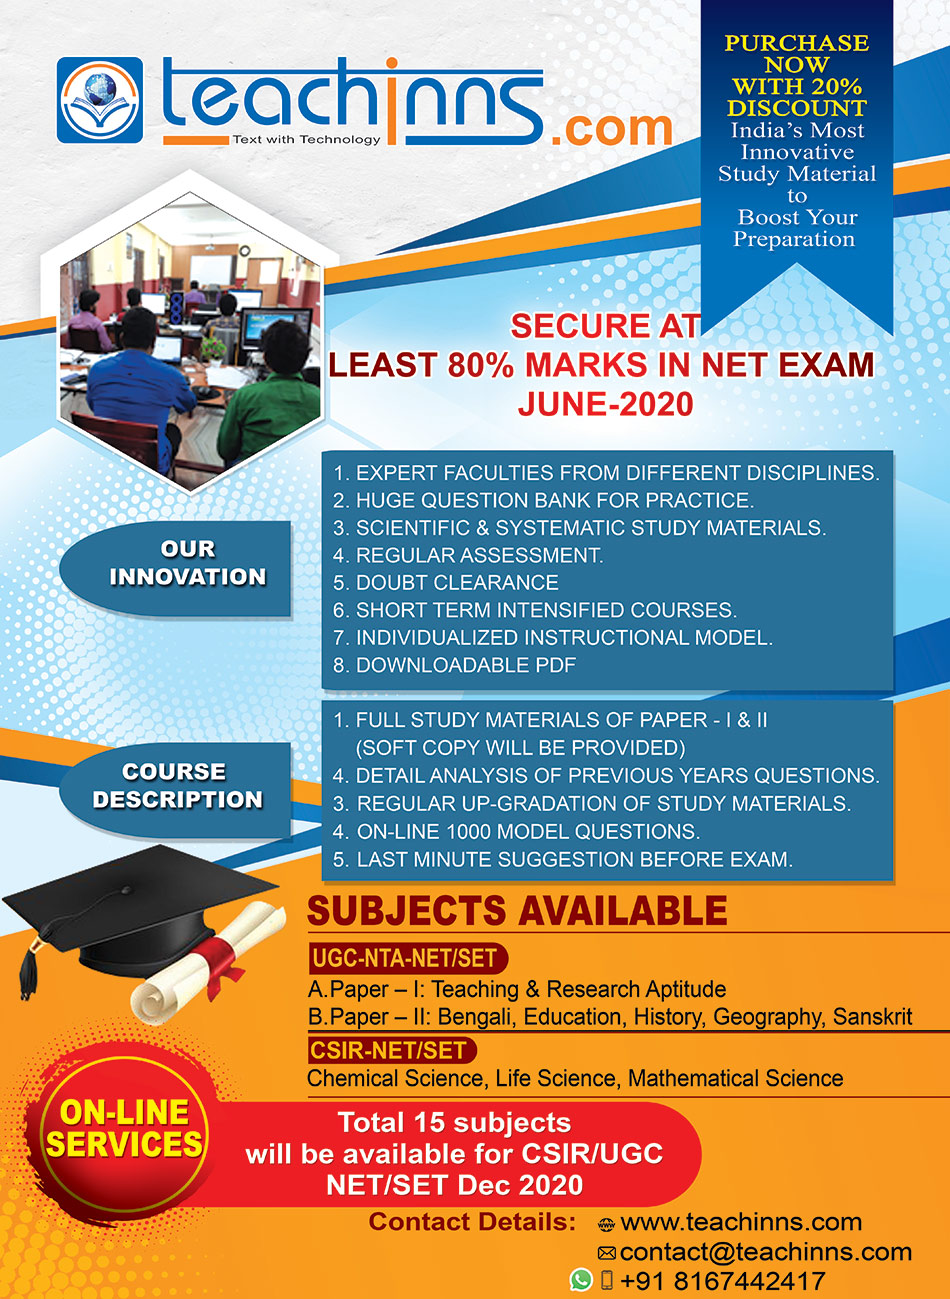 teachinns.com
Text with Technology
PURCHASE
NOW
WITH 20%
DISCOUNT
India's Most
Innovative
Study Material
to
Boost Your
Preparation
SECURE AT
LEAST 80% MARKS IN NET EXAM
JUNE-2020
OUR
INNOVATION
1. EXPERT FACULTIES FROM DIFFERENT DISCIPLINES.
2. HUGE QUESTION BANK FOR PRACTICE.
3. SCIENTIFIC & SYSTEMATIC STUDY MATERIALS.
4. REGULAR ASSESSMENT.
5. DOUBT CLEARANCE
6. SHORT TERM INTENSIFIED COURSES.
7. INDIVIDUALIZED INSTRUCTIONAL MODEL.
8. DOWNLOADABLE PDF
COURSE
DESCRIPTION
1. FULL STUDY MATERIALS OF PAPER - I & II
(SOFT COPY WILL BE PROVIDED)
4. DETAIL ANALYSIS OF PREVIOUS YEARS QUESTIONS.
3. REGULAR UP-GRADATION OF STUDY MATERIALS.
4. ON-LINE 1000 MODEL QUESTIONS.
5. LAST MINUTE SUGGESTION BEFORE EXAM.
SUBJECTS AVAILABLE
UGC-NTA-NET/SET
A.Paper – I: Teaching & Research Aptitude
B.Paper – II: Bengali, Education, History, Geography, Sanskrit
CSIR-NET/SET
Chemical Science, Life Science, Mathematical Science
ON-LINE
SERVICES
Total 15 subjects
will be available for CSIR/UGC
NET/SET Dec 2020
Contact Details: www.teachinns.com
contact@teachinns.com
+91 8167442417